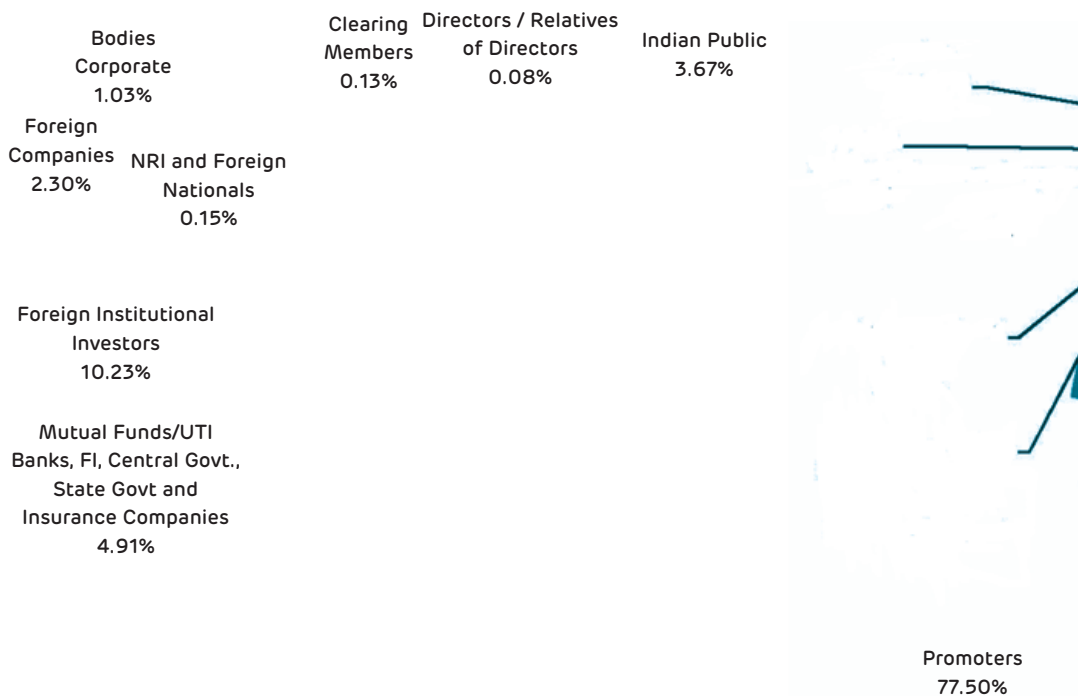 Bodies
Corporate
1.03%
Clearing
Members
0.13%
Directors / Relatives
of Directors
0.08%
Indian Public
3.67%
Foreign
Companies
2.30%
NRI and Foreign
Nationals
0.15%
Foreign Institutional
Investors
10.23%
Mutual Funds/UTI
Banks, FI, Central Govt.,
State Govt and
Insurance Companies
4.91%
Promoters
77.50%